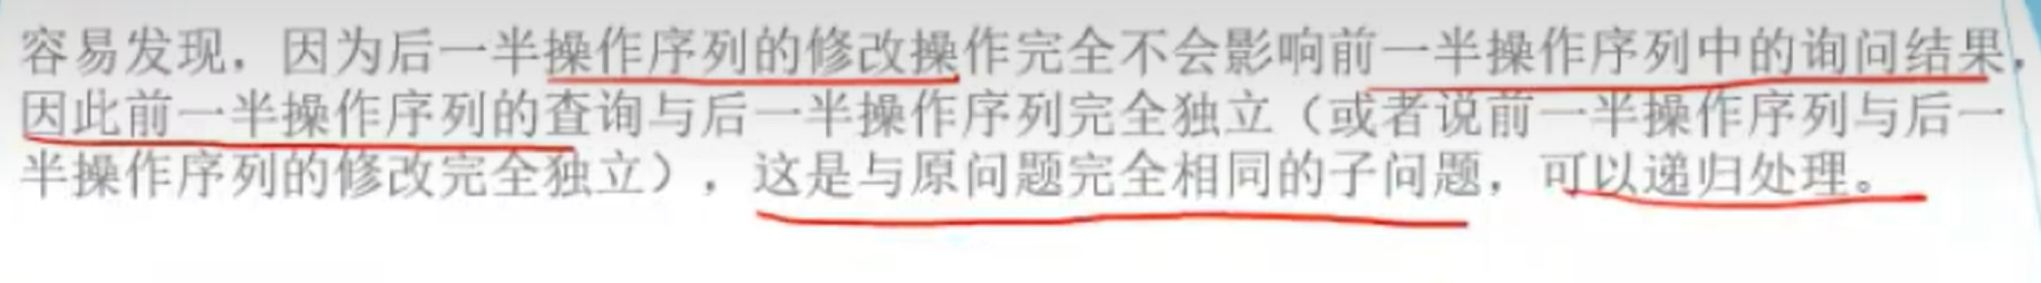 容易发现，因为后一半操作序列的修改操作完全不会影响前一半操作序列中的询问结果，
因此前一半操作序列的查询与后一半操作序列完全独立（或者说前一半操作序列与后一
半操作序列的修改完全独立），这是与原问题完全相同的子问题，可以递归处理。